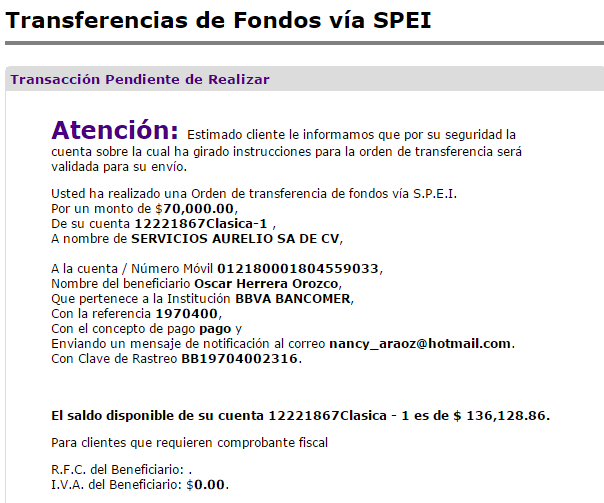 Transferencias de Fondos vía SPEI
Transacción Pendiente de Realizar
Atención: Estimado cliente le informamos que por su seguridad la
cuenta sobre la cual ha girado instrucciones para la orden de transferencia será
validada para su envío.
Usted ha realizado una Orden de transferencia de fondos vía S.P.E.I.
Por un monto de $70,000.00,
De su cuenta 12221867Clasica-1 ,
A nombre de SERVICIOS AURELIO SA DE CV,
A la cuenta / Número Móvil 012180001804559033,
Nombre del beneficiario Oscar Herrera Orozco,
Que pertenece a la Institución BBVA BANCOMER,
Con la referencia 1970400,
Con el concepto de pago pago y
Enviando un mensaje de notificación al correo nancy_araoz@hotmail.com.
Con Clave de Rastreo BB19704002316.
El saldo disponible de su cuenta 12221867Clasica - 1 es de $ 136,128.86.
Para clientes que requieren comprobante fiscal
R.F.C. del Beneficiario: .
I.V.A. del Beneficiario: $0.00.